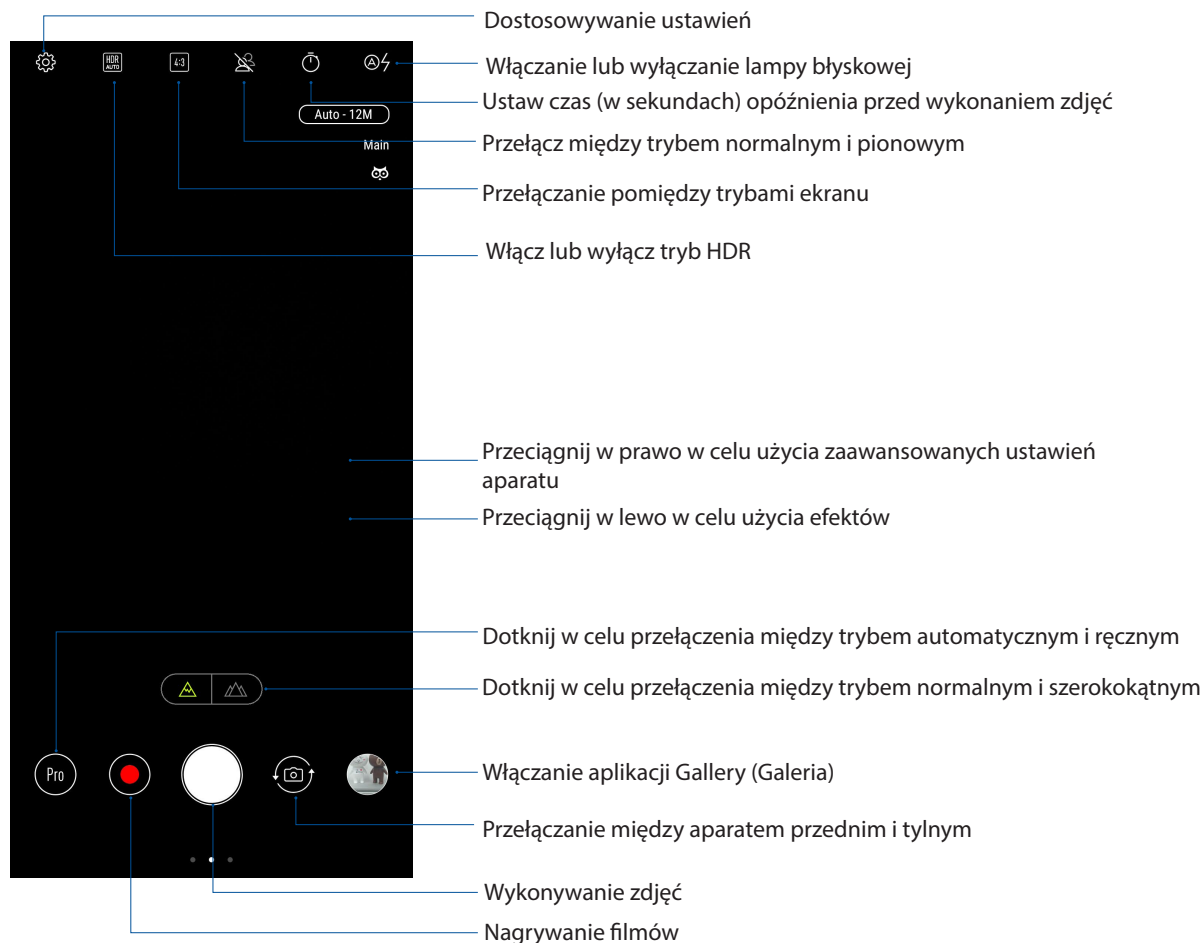 Dostosowywanie ustawień
HDR
AUTO
4:3
A
Włączanie lub wyłączanie lampy błyskowej
Ustaw czas (w sekundach) opóźnienia przed wykonaniem zdjęć
Auto - 12M
Main
Przełącz między trybem normalnym i pionowym
Przełączanie pomiędzy trybami ekranu
Włącz lub wyłącz tryb HDR
Przeciągnij w prawo w celu użycia zaawansowanych ustawień
aparatu
Przeciągnij w lewo w celu użycia efektów
Dotknij w celu przełączenia między trybem automatycznym i ręcznym
Dotknij w celu przełączenia między trybem normalnym i szerokokątnym
Pro
Włączanie aplikacji Gallery (Galeria)
Przełączanie między aparatem przednim i tylnym
Wykonywanie zdjęć
Nagrywanie filmów